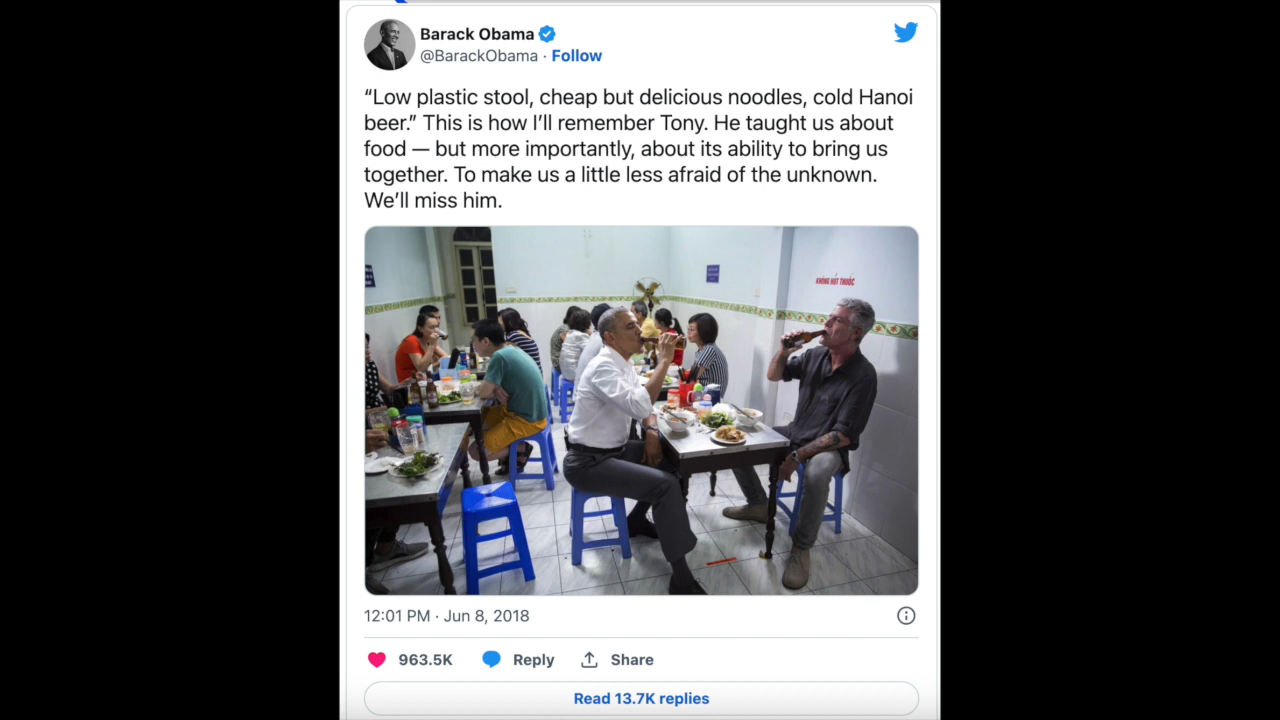 Barack Obama
@BarackObama · Follow
“Low plastic stool, cheap but delicious noodles, cold Hanoi
beer.” This is how I’ll remember Tony. He taught us about
food — but more importantly, about its ability to bring us
together. To make us a little less afraid of the unknown.
We’ll miss him.
KHÔNG HÚT THUỐC
12:01 PM · Jun 8, 2018
963.5K Reply Share
Read 13.7K replies